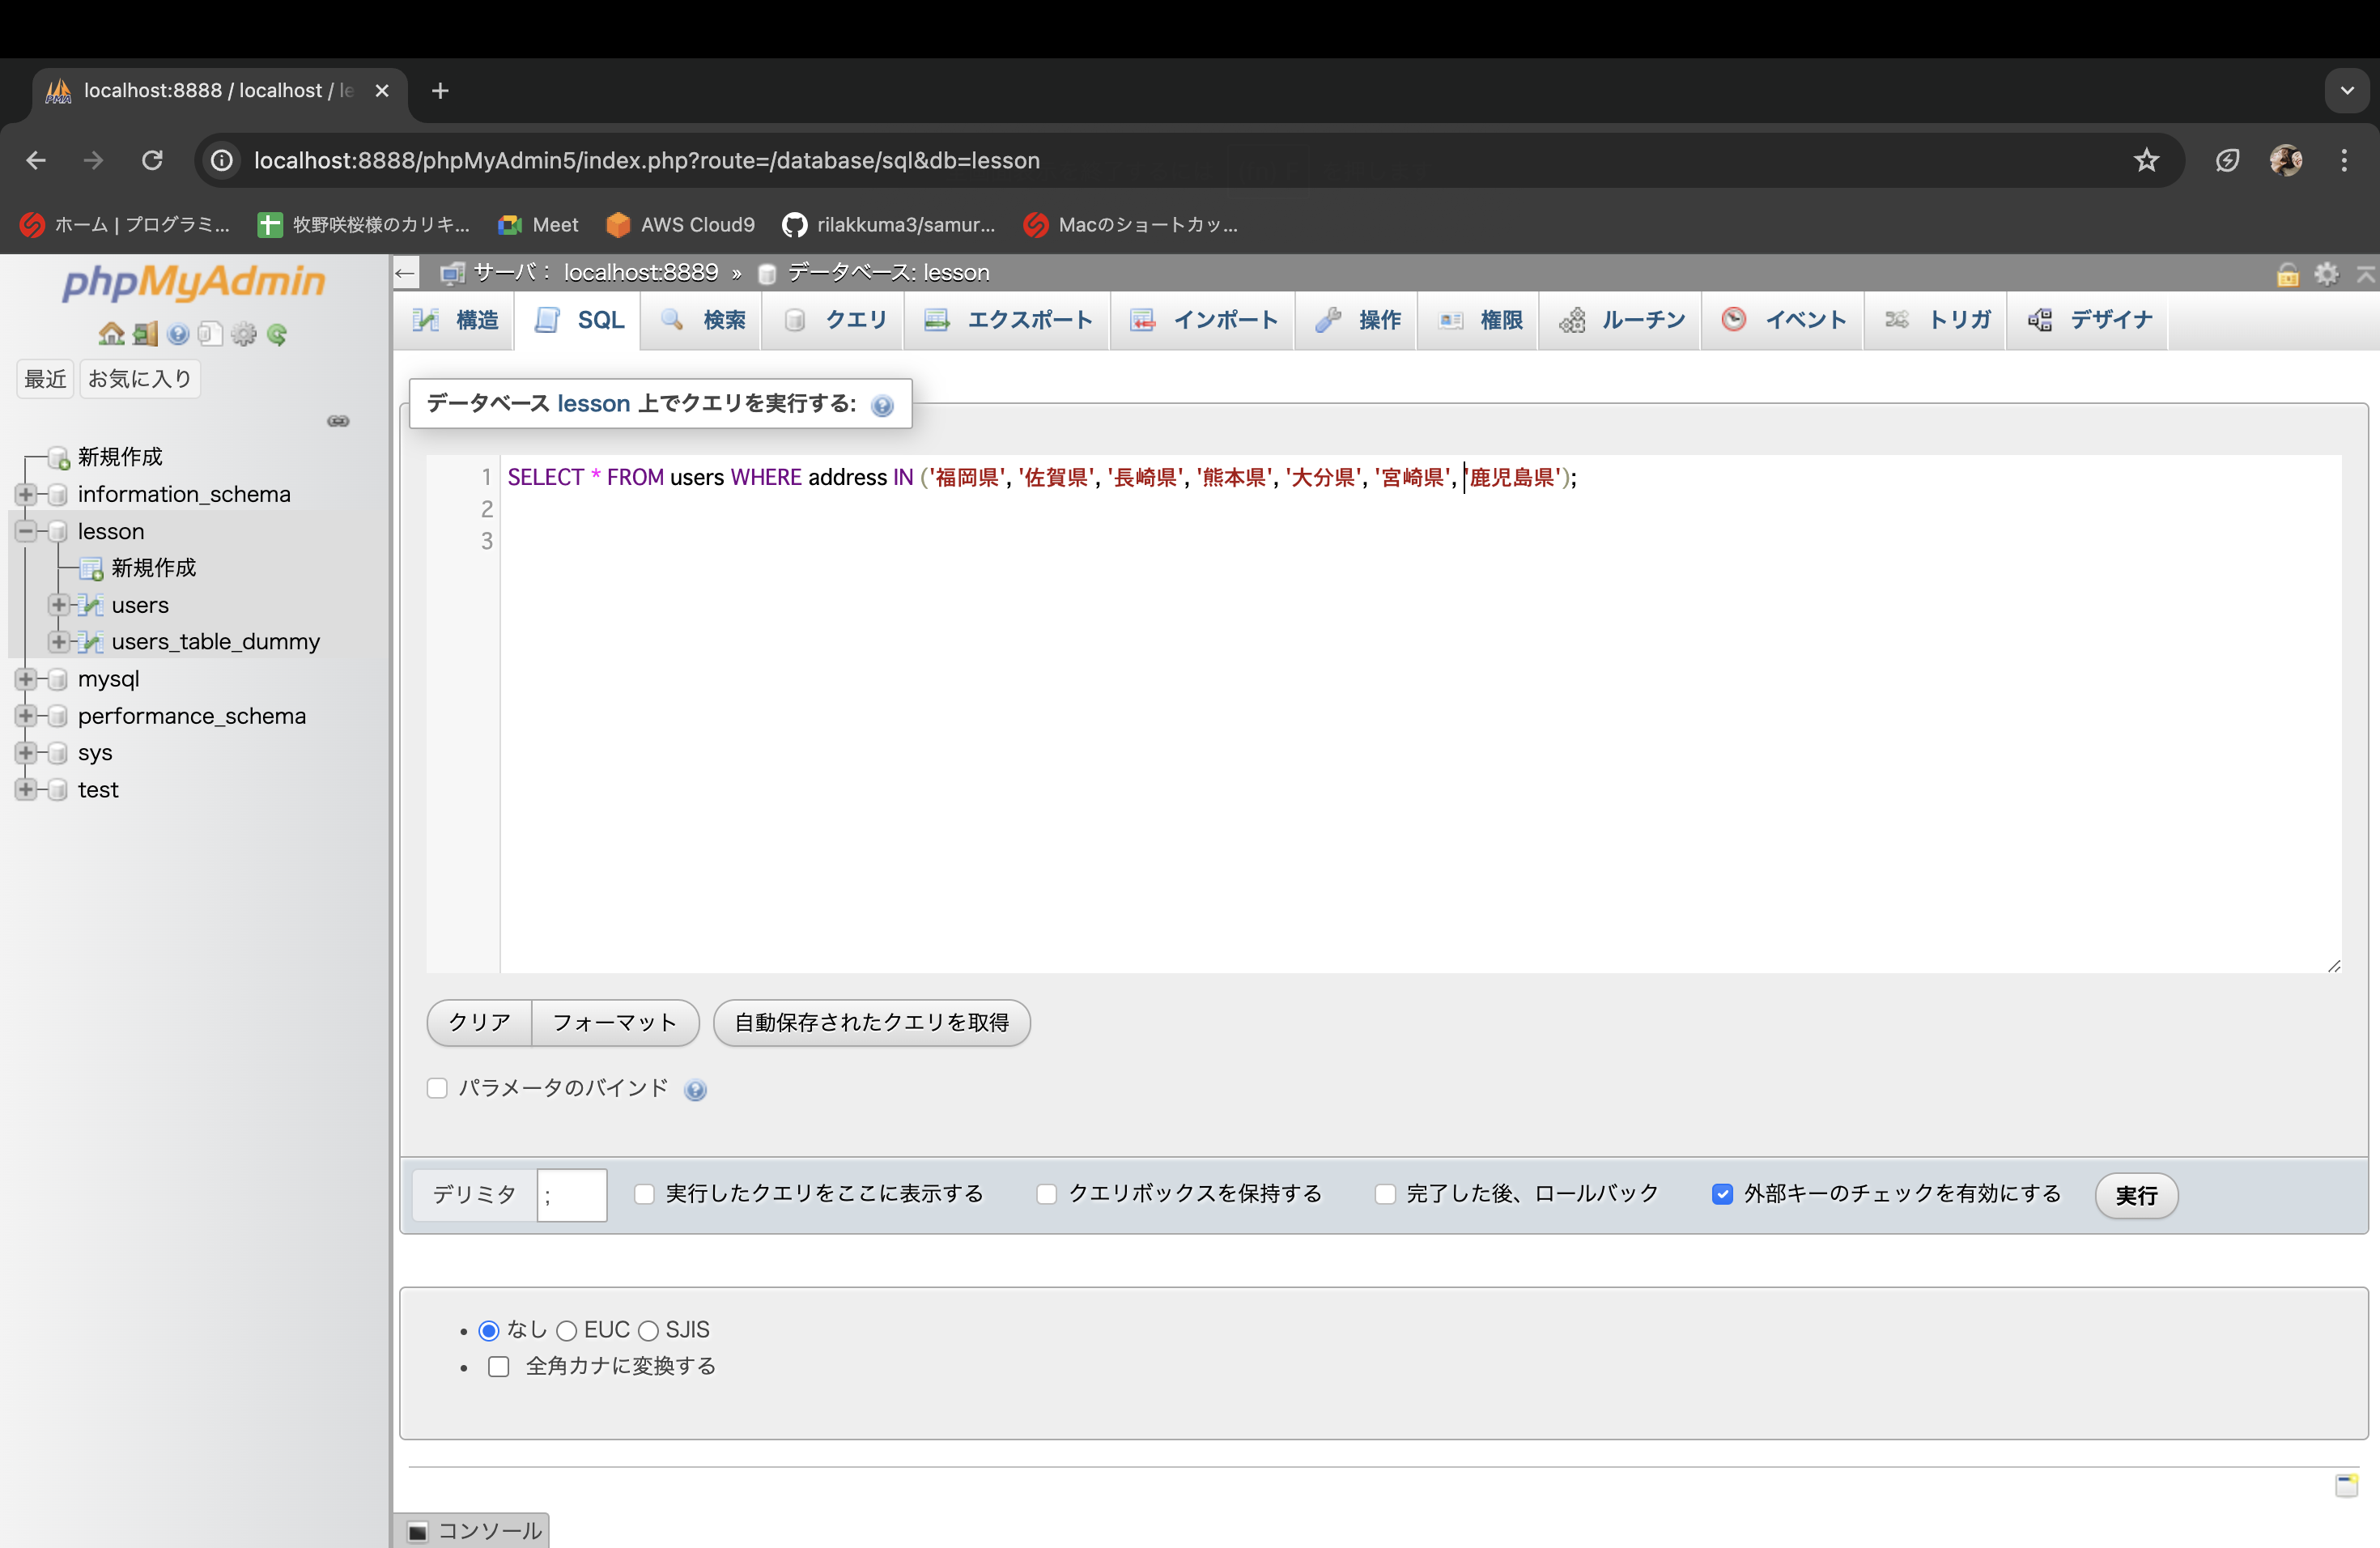 localhost:8888 / localhost / le
localhost:8888/phpMyAdmin5/index.php?route=/database/sql&db=lesson
ホーム | プログラミ...
牧野咲桜様のカリキ...
Meet
AWS Cloud9
rilakkuma3/samur...
Macのショートカッ...
phpMyAdmin
最近
お気に入り
新規作成
information_schema
lesson
新規作成
users
users_table_dummy
mysql
performance_schema
sys
test
サーバ： localhost:8889 » データベース: lesson
構造
SQL
検索
クエリ
エクスポート
インポート
操作
権限
ルーチン
イベント
トリガ
デザイナ
データベース lesson 上でクエリを実行する:
1 SELECT * FROM users WHERE address IN ('福岡県', '佐賀県', '長崎県', '熊本県', '大分県', '宮崎県', '鹿児島県');
2
3
クリア
フォーマット
自動保存されたクエリを取得
パラメータのバインド
デリミタ ;
実行したクエリをここに表示する
クエリボックスを保持する
完了した後、ロールバック
外部キーのチェックを有効にする
実行
• なし EUC SJIS
• 全角カナに変換する
コンソール